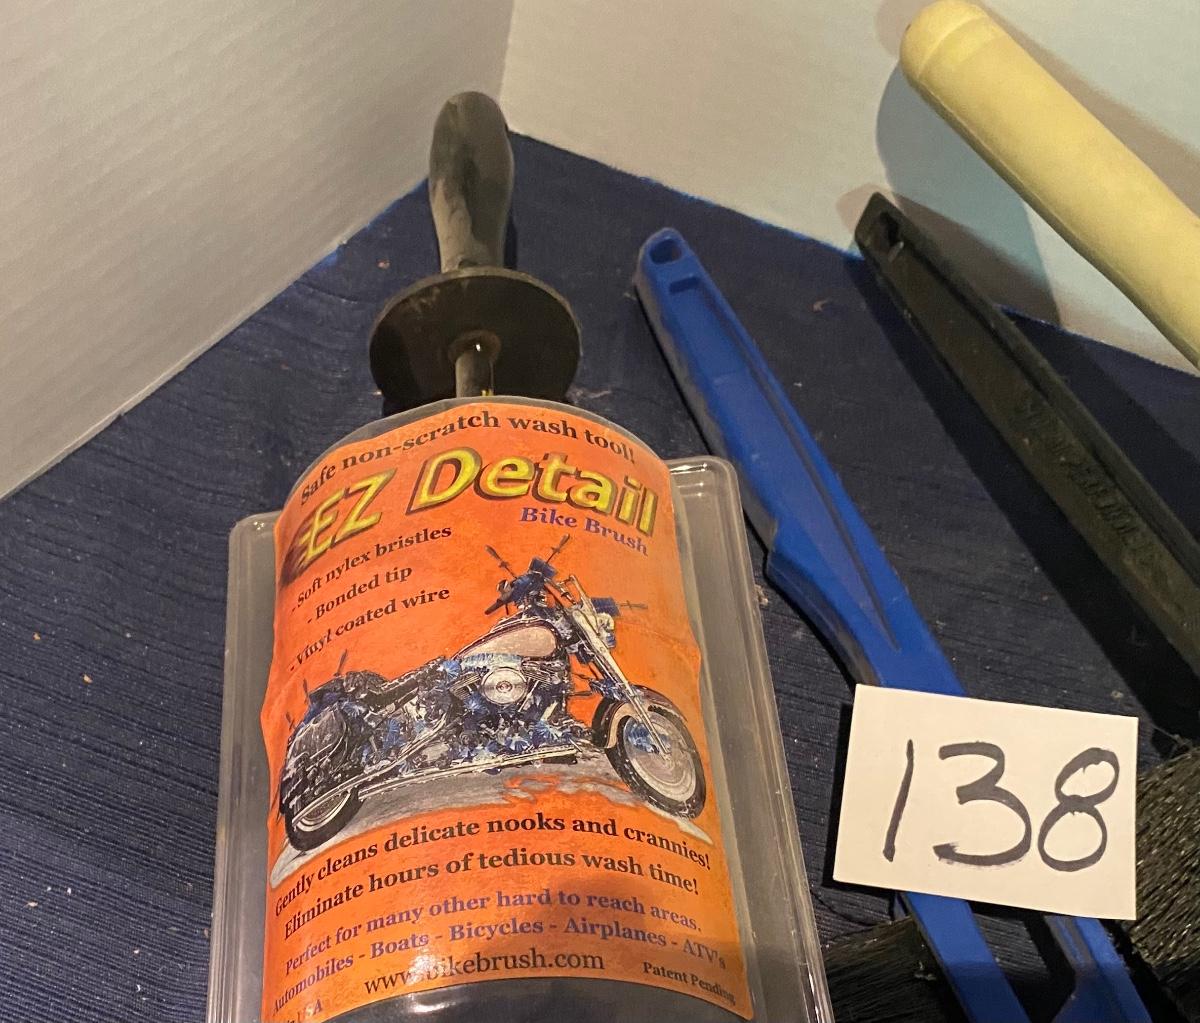 Safe non-scratch wash tool!
EZ Detail
Bike Brush
- Soft nylex bristles
- Bonded tip
- Vinyl coated wire
Gently cleans delicate nooks and crannies!
Eliminate hours of tedious wash time!
Perfect for many other hard to reach areas.
Automobiles - Boats - Bicycles - Airplanes - ATV's
www.bikebrush.com
Patent Pending
USA
138